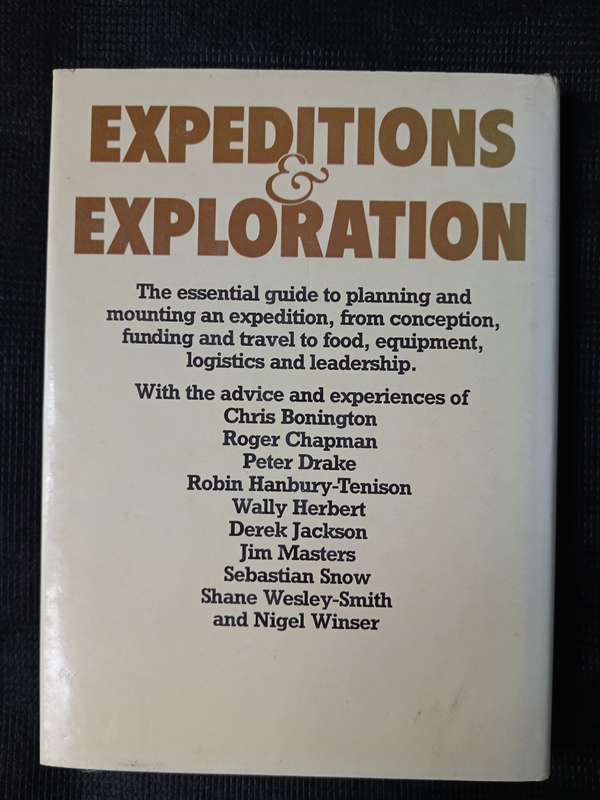 EXPEDITIONS
&
EXPLORATION
The essential guide to planning and
mounting an expedition, from conception,
funding and travel to food, equipment,
logistics and leadership.
With the advice and experiences of
Chris Bonington
Roger Chapman
Peter Drake
Robin Hanbury-Tenison
Wally Herbert
Derek Jackson
Jim Masters
Sebastian Snow
Shane Wesley-Smith
and Nigel Winser